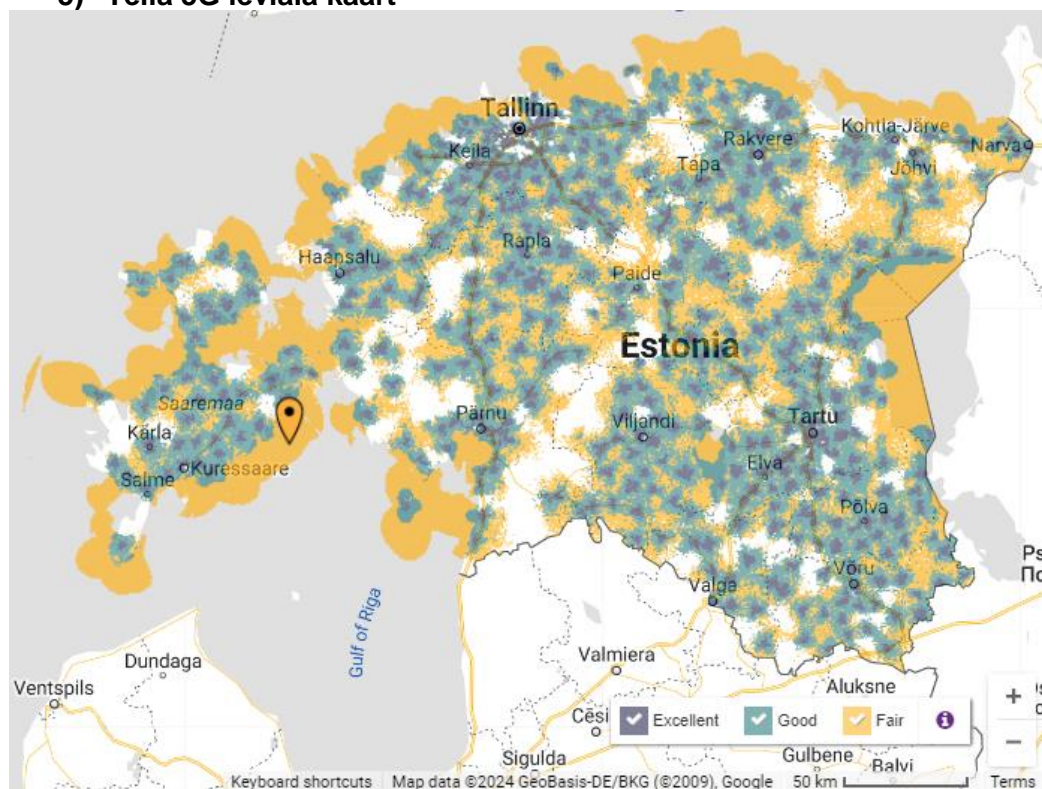 Tallinn
Keila
Rakvere
Tapa
Kohtla-Järve
Jõhvi
Narva
Haapsalu
Rapla
Paide
Estonia
Saaremaa
Kärla
Kuressaare
Salme
Pärnu
Viljandi
Tartu
Elva
Põlva
Võru
Valga
Gulf of Riga
Dundaga
Ventspils
Valmiera
Aluksne
Cēsi
Excellent Good Fair
Sigulda
Gulbene
Balvi
Keyboard shortcuts Map data ©2024 GeoBasis-DE/BKG (©2009), Google 50 km Terms